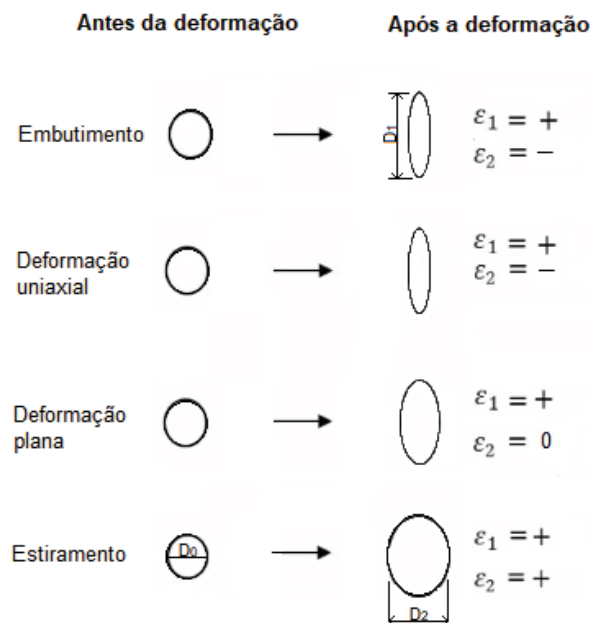 Antes da deformação
Após a deformação
Embutimento
D1
ε1 = +
ε2 = −
Deformação
uniaxial
ε1 = +
ε2 = −
Deformação
plana
ε1 = +
ε2 = 0
Estiramento
D0
ε1 = +
ε2 = +
D2